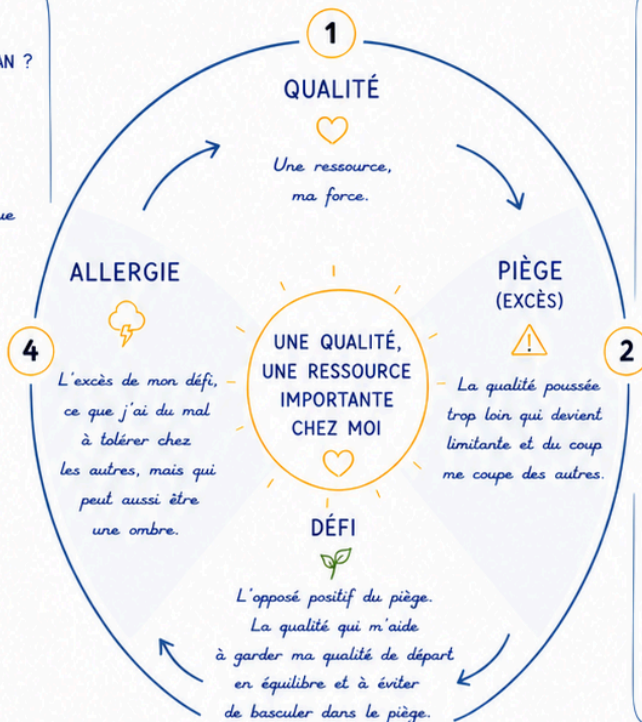 AN ?
ue
1
QUALITÉ
Une ressource,
ma force.
ALLERGIE
4
L'excès de mon défi,
ce que j'ai du mal
à tolérer chez
les autres, mais qui
peut aussi être
une ombre.
UNE QUALITÉ,
UNE RESSOURCE
IMPORTANTE
CHEZ MOI
PIÈGE
(EXCÈS)
2
La qualité poussée
trop loin qui devient
limitante et du coup
me coupe des autres.
DÉFI
L'opposé positif du piège.
La qualité qui m'aide
à garder ma qualité de départ
en équilibre et à éviter
de basculer dans le piège.